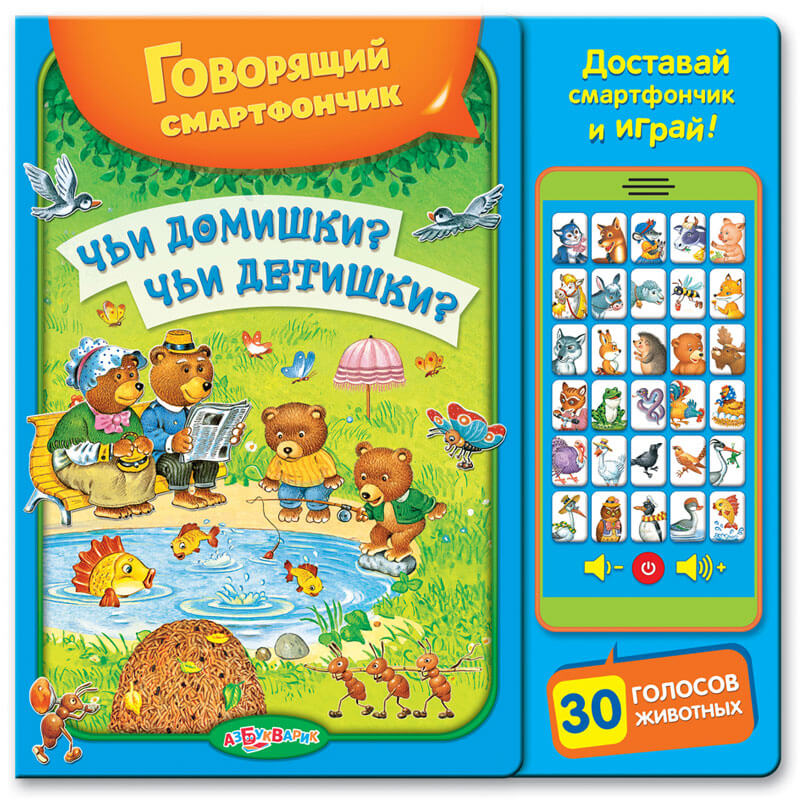 Говорящий
смартфончик
Чьи домишки?
Чьи детишки?
Азбукварик
Доставай
смартфончик
и играй!
- +
30
голосов
животных